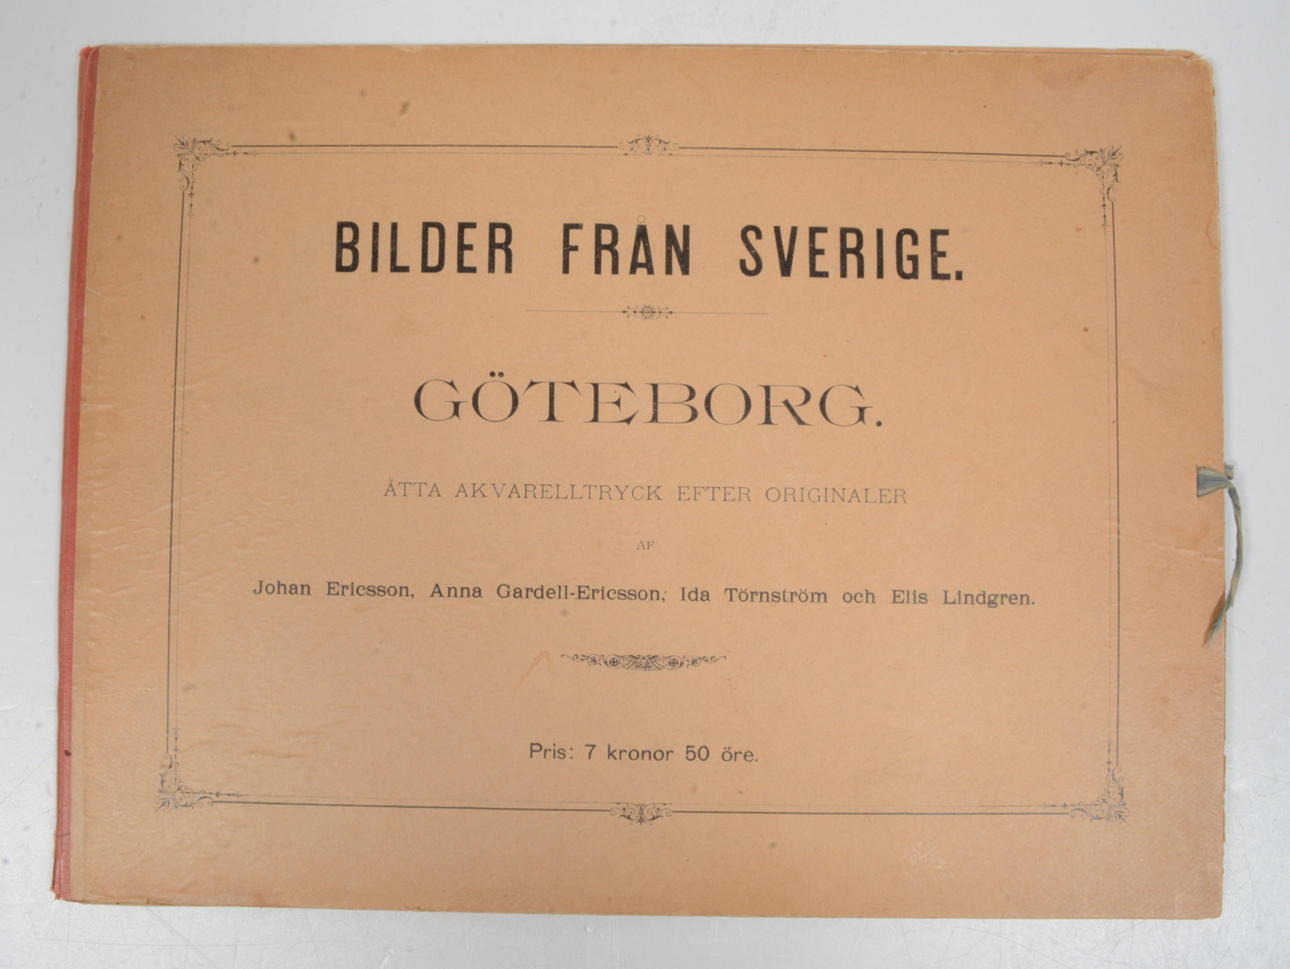 BILDER FRÅN SVERIGE.
GÖTEBORG.
ÅTTA AKVARELLTRYCK EFTER ORIGINALER
AF
Johan Ericsson, Anna Gardell-Ericsson, Ida Törnström och Elis Lindgren.
Pris: 7 kronor 50 öre.